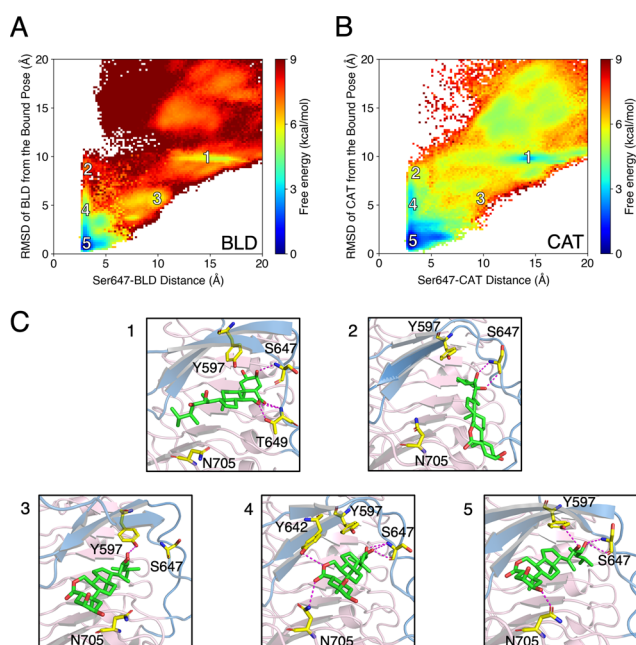 A
RMSD of BLD from the Bound Pose (Å)
20
15
10
5
0
0 5 10 15 20
Ser647-BLD Distance (Å)
1
2
3
4
5
BLD
9
6
3
0
Free energy (kcal/mol)
B
RMSD of CAT from the Bound Pose (Å)
20
15
10
5
0
0 5 10 15 20
Ser647-CAT Distance (Å)
1
2
3
4
5
CAT
9
6
3
0
Free energy (kcal/mol)
C
1
S647
Y597
T649
N705
2
Y597
S647
N705
3
Y597
S647
N705
4
Y597
Y642
S647
N705
5
Y597
S647
N705